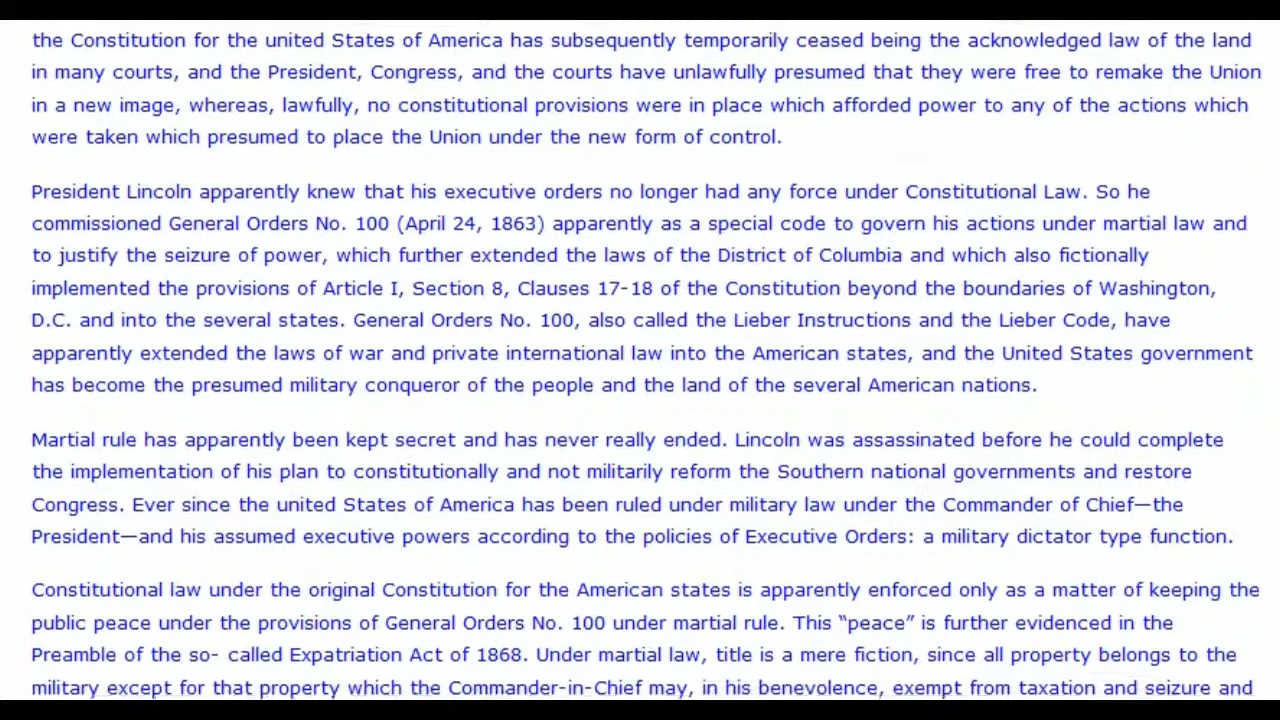 the Constitution for the united States of America has subsequently temporarily ceased being the acknowledged law of the land
in many courts, and the President, Congress, and the courts have unlawfully presumed that they were free to remake the Union
in a new image, whereas, lawfully, no constitutional provisions were in place which afforded power to any of the actions which
were taken which presumed to place the Union under the new form of control.
President Lincoln apparently knew that his executive orders no longer had any force under Constitutional Law. So he
commissioned General Orders No. 100 (April 24, 1863) apparently as a special code to govern his actions under martial law and
to justify the seizure of power, which further extended the laws of the District of Columbia and which also fictionally
implemented the provisions of Article I, Section 8, Clauses 17-18 of the Constitution beyond the boundaries of Washington,
D.C. and into the several states. General Orders No. 100, also called the Lieber Instructions and the Lieber Code, have
apparently extended the laws of war and private international law into the American states, and the United States government
has become the presumed military conqueror of the people and the land of the several American nations.
Martial rule has apparently been kept secret and has never really ended. Lincoln was assassinated before he could complete
the implementation of his plan to constitutionally and not militarily reform the Southern national governments and restore
Congress. Ever since the united States of America has been ruled under military law under the Commander of Chief—the
President—and his assumed executive powers according to the policies of Executive Orders: a military dictator type function.
Constitutional law under the original Constitution for the American states is apparently enforced only as a matter of keeping the
public peace under the provisions of General Orders No. 100 under martial rule. This “peace” is further evidenced in the
Preamble of the so- called Expatriation Act of 1868. Under martial law, title is a mere fiction, since all property belongs to the
military except for that property which the Commander-in-Chief may, in his benevolence, exempt from taxation and seizure and